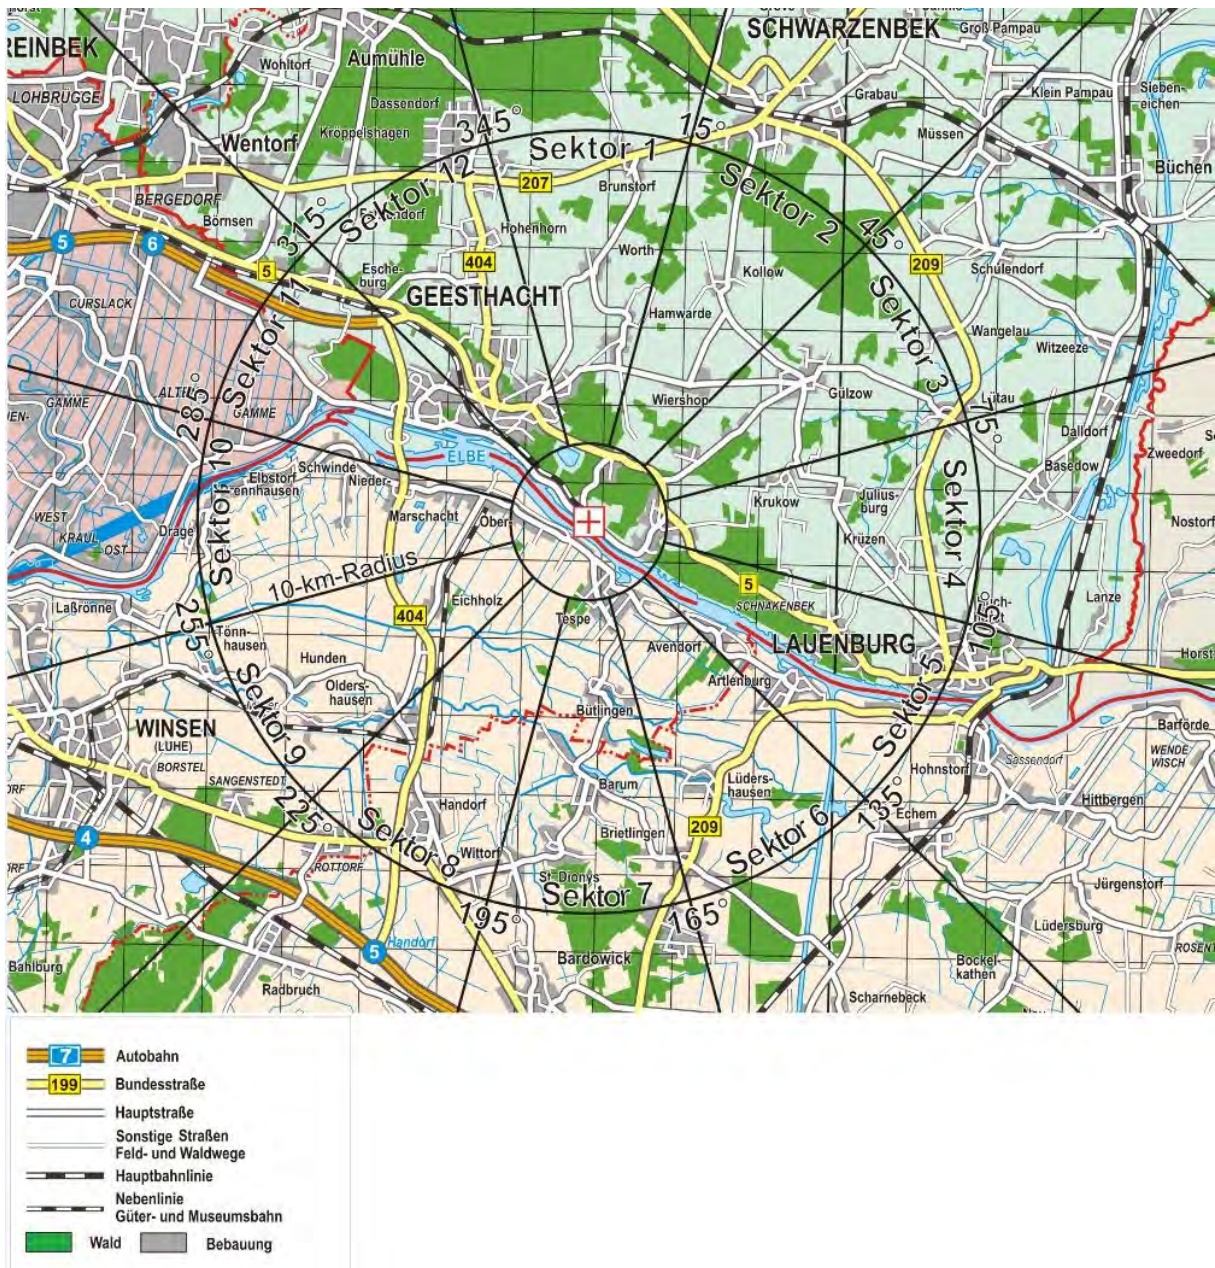 SCHWARZENBEK
Groß Pampau
REINBEK
Wohltorf
Aumühle
LOHBRÜGGE
Dassendorf
Grabau
Klein Pampau
Sieben-
eichen
Kröppelshagen
Wentorf
345°
Sektor 1
15°
Müssen
Büchen
BERGEDORF
Sektor 12
207
Brunstorf
Sektor 2
Börnsen
315°
Hohenhorn
45°
5
6
5
404
Worth
Kollow
209
Schulendorf
Esche-
burg
GEESTHACHT
CURSLACK
Sektor 11
Hamwarde
Sektor 3
Wangelau
Witzeeze
ALTEN-
GAMME
GAMME
285°
Wiershop
Gülzow
75°
Lütau
Dalldorf
Zweedorf
ELBE
Elbstorf
Schwinde
Nieder-
Marschacht
Ober-
Krukow
Julius-
burg
Basedow
Sektor 4
WEST
KRAUL
OST
Drage
Sektor 10
Krüzen
Nostorf
10-km-Radius
5
SCHNAKENBEK
Laßrönne
255°
404
Eichholz
Tespe
Lanze
105°
Tönn-
hausen
Hunden
Avendorf
LAUENBURG
Horst
Olders-
hausen
Artlenburg
Sektor 5
WINSEN
(LUHE)
Sektor 9
Bütlingen
Barförde
BORSTEL
WENDE
WISCH
SANGENSTEDT
Sassendorf
Hohnstorf
225°
Handorf
Barum
Lüders-
hausen
135°
Hittbergen
4
Sektor 8
Wittorf
Brietlingen
209
Sektor 6
Echem
ROTTORF
St. Dionys
Sektor 7
Jürgenstorf
195°
165°
Lüdersburg
5
Handorf
Bardowick
Bockel-
kathen
Bahlburg
Radbruch
Scharnebeck
7
Autobahn
199
Bundesstraße
Hauptstraße
Sonstige Straßen
Feld- und Waldwege
Hauptbahnlinie
Nebenlinie
Güter- und Museumsbahn
Wald
Bebauung